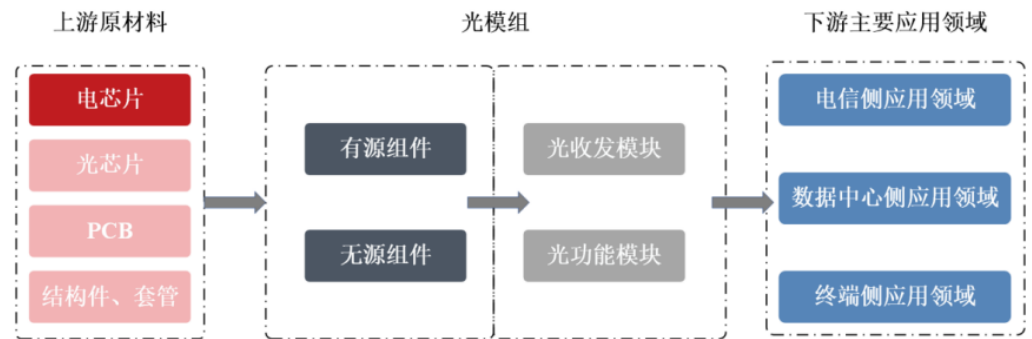 上游原材料
光模组
下游主要应用领域
电芯片
光芯片
PCB
结构件、套管
有源组件
无源组件
光收发模块
光功能模块
电信侧应用领域
数据中心侧应用领域
终端侧应用领域